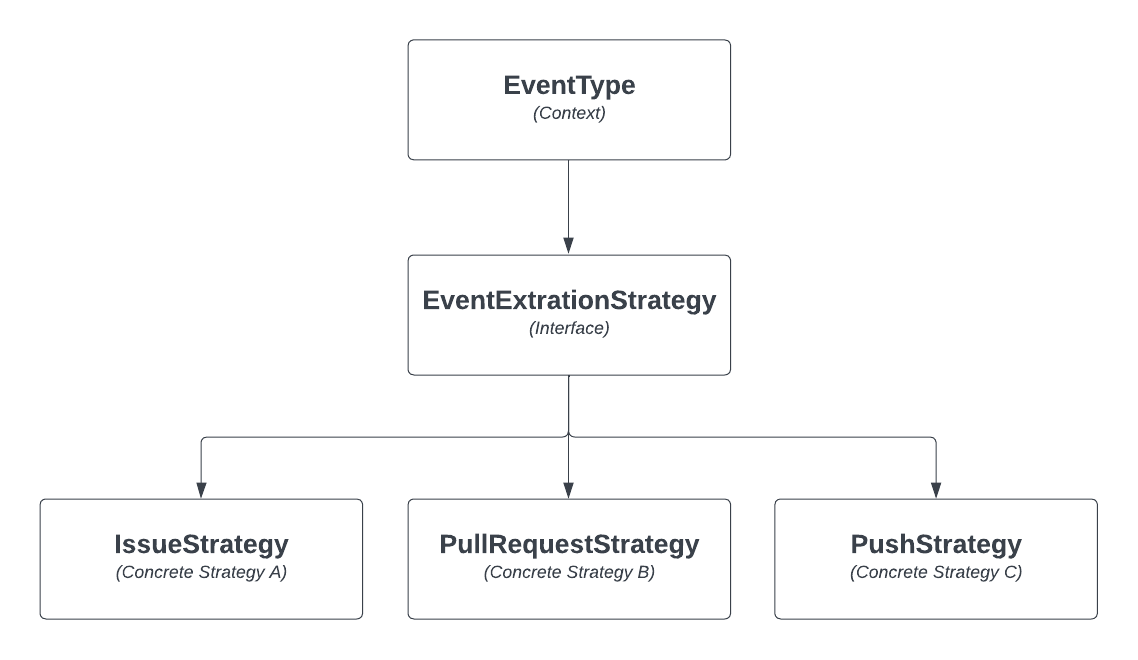 EventType
(Context)
EventExtrationStrategy
(Interface)
IssueStrategy
(Concrete Strategy A)
PullRequestStrategy
(Concrete Strategy B)
PushStrategy
(Concrete Strategy C)